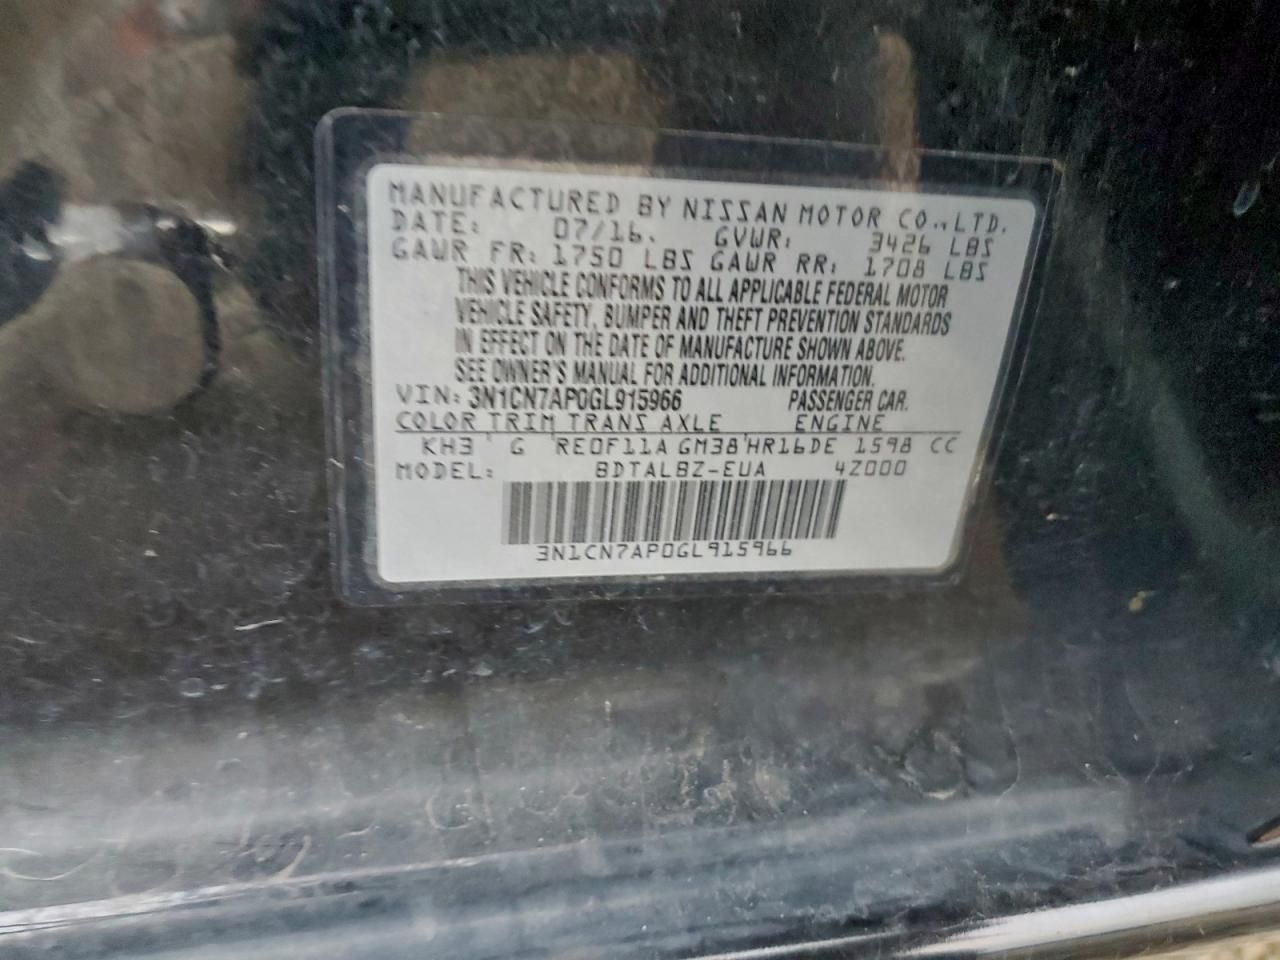 MANUFACTURED BY NISSAN MOTOR CO.,LTD.
DATE: 07/16. GVWR: 3426 LBS
GAWR FR: 1750 LBS GAWR RR: 1708 LBS
THIS VEHICLE CONFORMS TO ALL APPLICABLE FEDERAL MOTOR
VEHICLE SAFETY, BUMPER AND THEFT PREVENTION STANDARDS
IN EFFECT ON THE DATE OF MANUFACTURE SHOWN ABOVE.
SEE OWNER'S MANUAL FOR ADDITIONAL INFORMATION.
VIN: 3N1CN7AP0GL915966 PASSENGER CAR.
COLOR TRIM TRANS AXLE ENGINE
KH3 G RE0F11A GM38 HR16DE 1598 CC
MODEL: BDTALBZ-EUA 4Z000
3N1CN7AP0GL915966